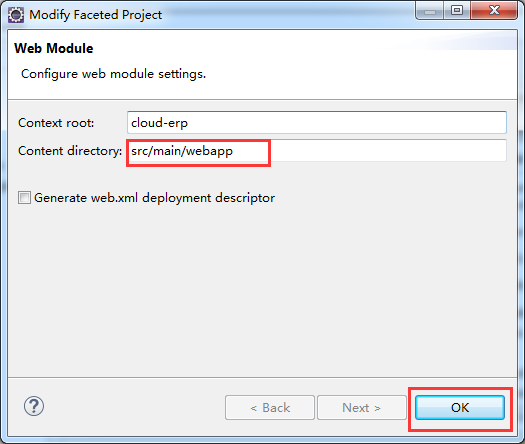 Modify Faceted Project
Web Module
Configure web module settings.
Context root: cloud-erp
Content directory: src/main/webapp
Generate web.xml deployment descriptor
?
< Back Next > OK